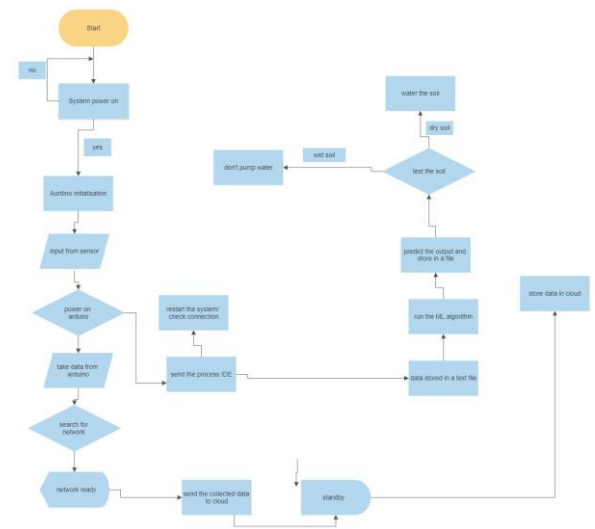 Start
no
System power on
yes
Aurdino initialisation
input from sensor
power on
arduino
take data from
arduino
search for
network
network ready
send the collected data
to cloud
standby
store data in cloud
restart the system/
check connection
send the process IDE
data stored in a text file
run the ML algorithm
predict the output and
store in a file
test the soil
wet soil
don't pump water
dry soil
water the soil